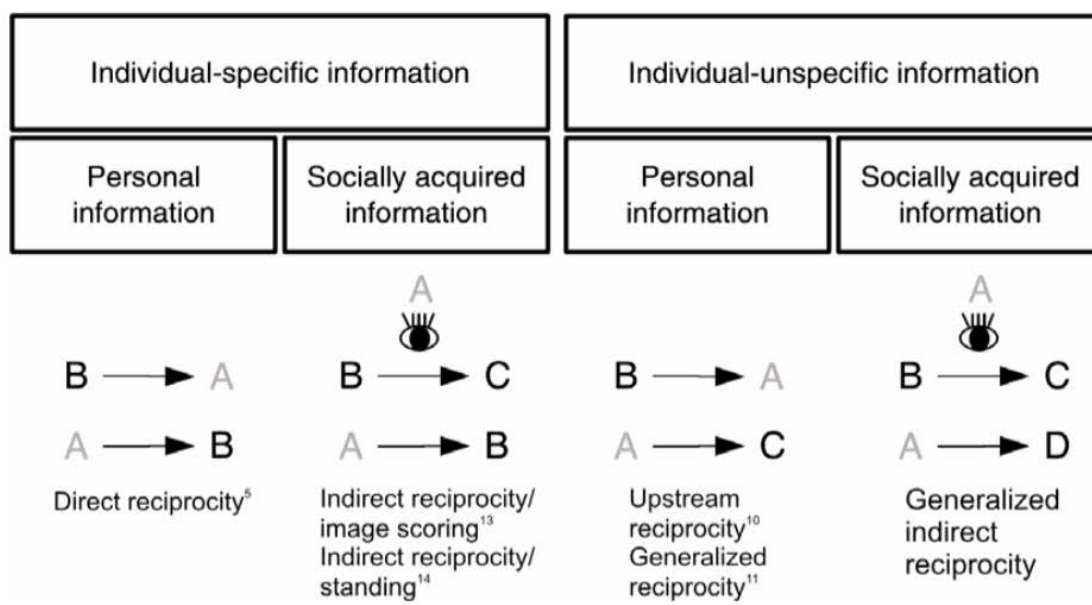 Individual-specific information
Individual-unspecific information
Personal
information
Socially acquired
information
Personal
information
Socially acquired
information
A
B C
A B
B A
A B
Direct reciprocity⁵
Indirect reciprocity/
image scoring¹³
Indirect reciprocity/
standing¹⁴
B A
A C
Upstream
reciprocity¹⁰
Generalized
reciprocity¹¹
A
B C
A D
Generalized
indirect
reciprocity